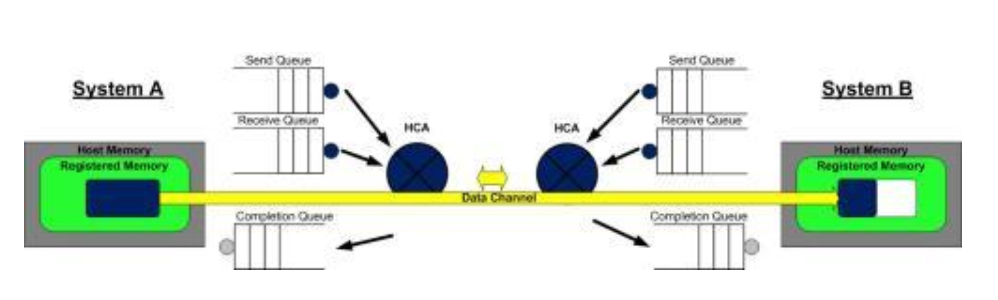 Send Queue
Send Queue
System A
System B
Receive Queue
Receive Queue
HCA
HCA
Host Memory
Host Memory
Registered Memory
Registered Memory
Data Channel
Completion Queue
Completion Queue